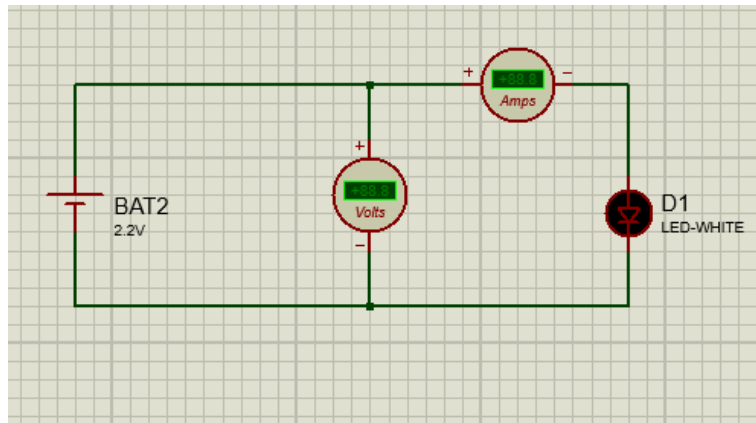 +88.8
Amps
+
−
+
+88.8
Volts
−
BAT2
2.2V
D1
LED-WHITE